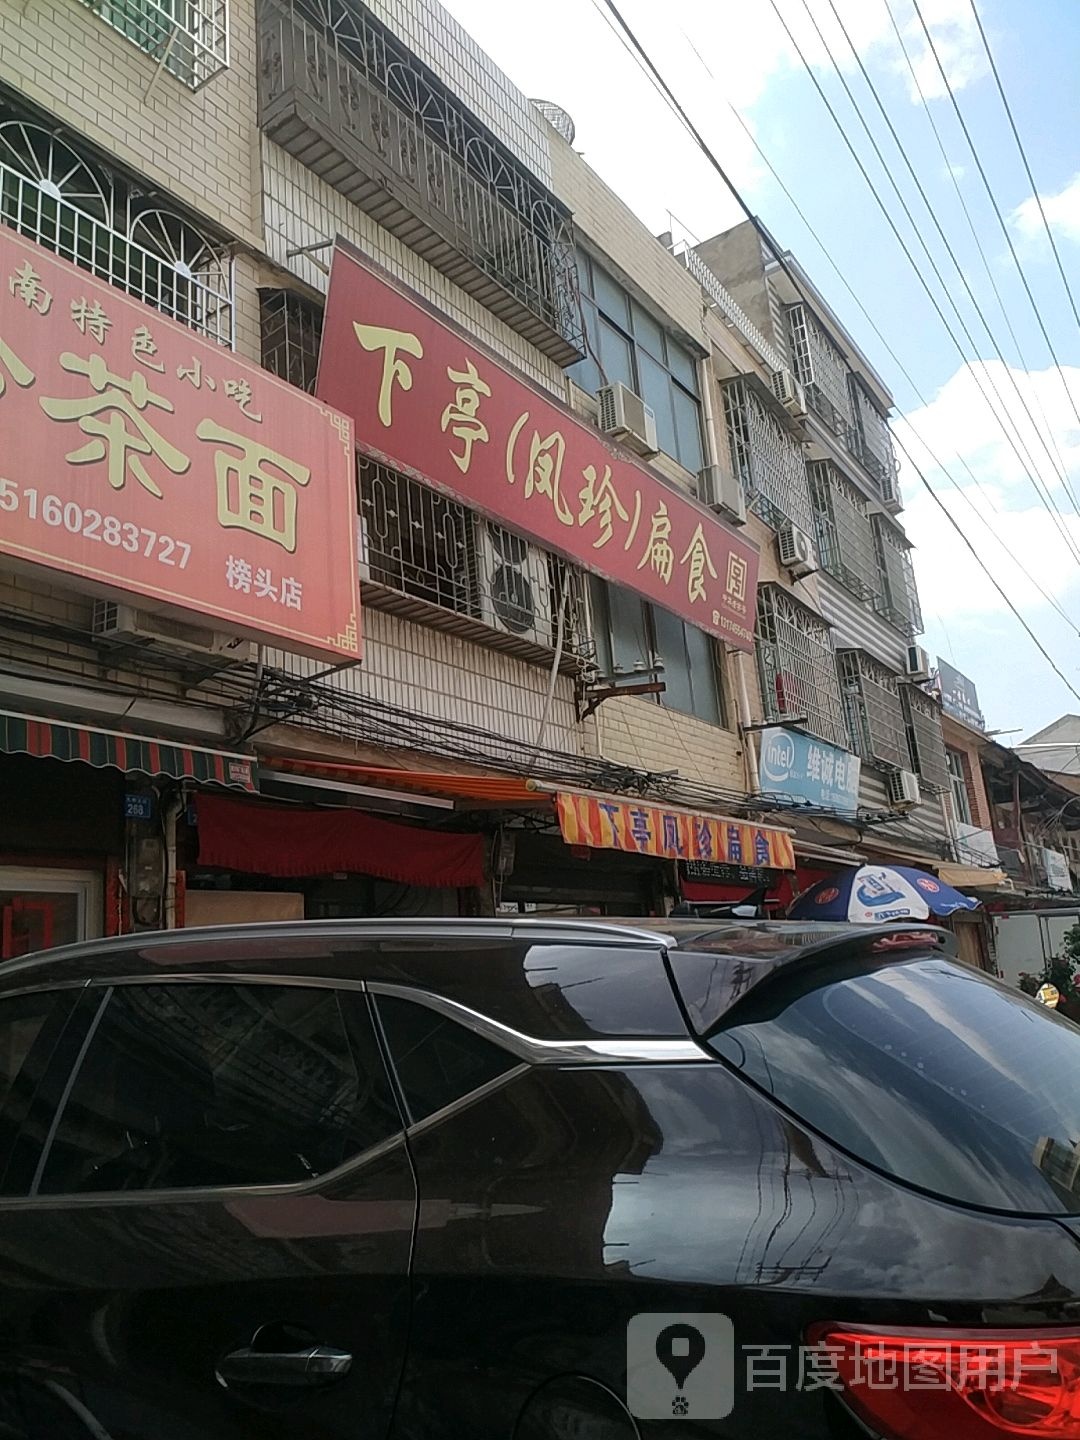 南特色小吃
茶面
5160283727
榜头店
下亭(凤珍)扁食
下亭凤珍扁食
intel
维诚电脑
268
百度地图用户